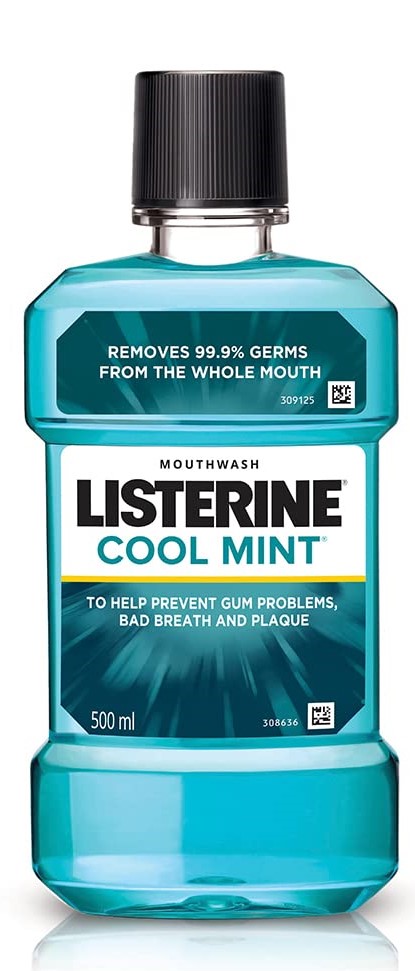 REMOVES 99.9% GERMS
FROM THE WHOLE MOUTH
309125
MOUTHWASH
LISTERINE®
COOL MINT®
TO HELP PREVENT GUM PROBLEMS,
BAD BREATH AND PLAQUE
500 ml
308636